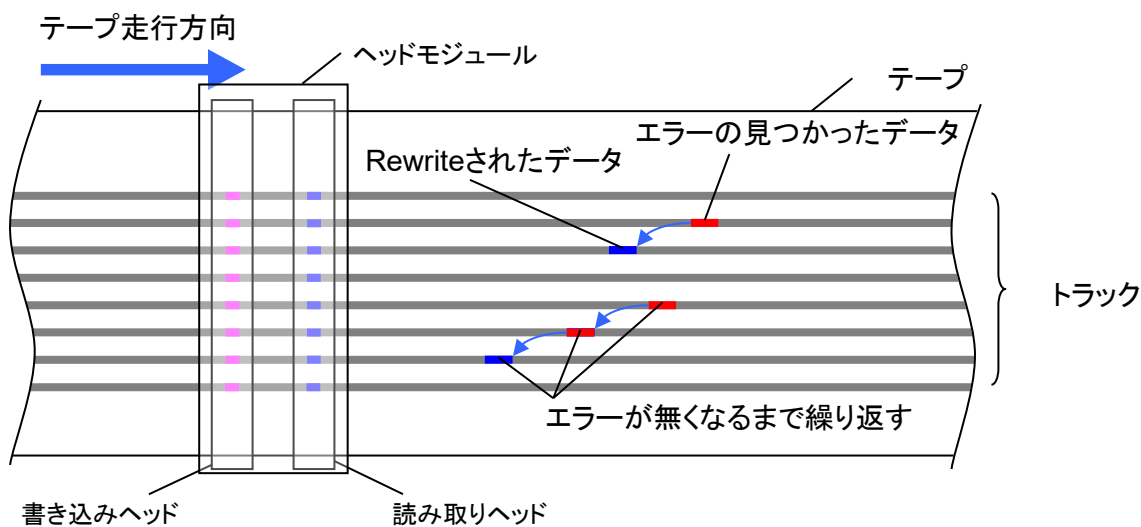 テープ走行方向
ヘッドモジュール
テープ
エラーの見つかったデータ
Rewriteされたデータ
トラック
エラーが無くなるまで繰り返す
書き込みヘッド
読み取りヘッド